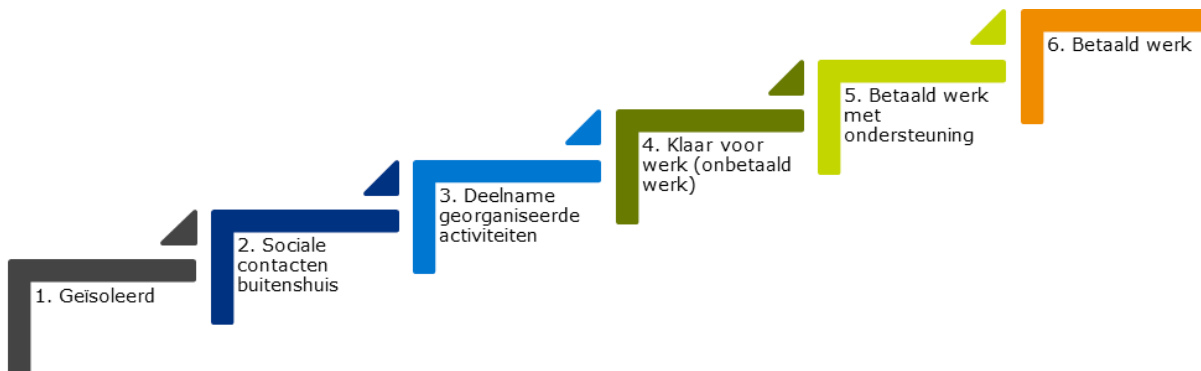 1. Geïsoleerd
2. Sociale
contacten
buitenshuis
3. Deelname
georganiseerde
activiteiten
4. Klaar voor
werk (onbetaald
werk)
5. Betaald werk
met
ondersteuning
6. Betaald werk